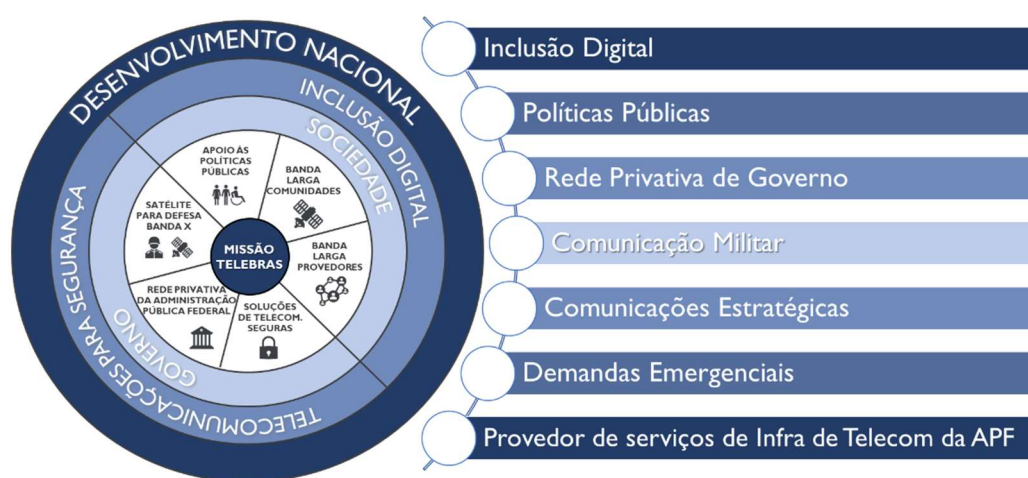 DESENVOLVIMENTO NACIONAL
INCLUSÃO DIGITAL
SOCIEDADE
TELECOMUNICAÇÕES PARA SEGURANÇA
GOVERNO
APOIO ÀS
POLÍTICAS
PÚBLICAS
BANDA
LARGA
COMUNIDADES
SATÉLITE
PARA DEFESA
BANDA X
MISSÃO
TELEBRAS
BANDA
LARGA
PROVEDORES
REDE PRIVATIVA
DA ADMINISTRAÇÃO
PÚBLICA FEDERAL
SOLUÇÕES
DE TELECOM.
SEGURAS
Inclusão Digital
Políticas Públicas
Rede Privativa de Governo
Comunicação Militar
Comunicações Estratégicas
Demandas Emergenciais
Provedor de serviços de Infra de Telecom da APF